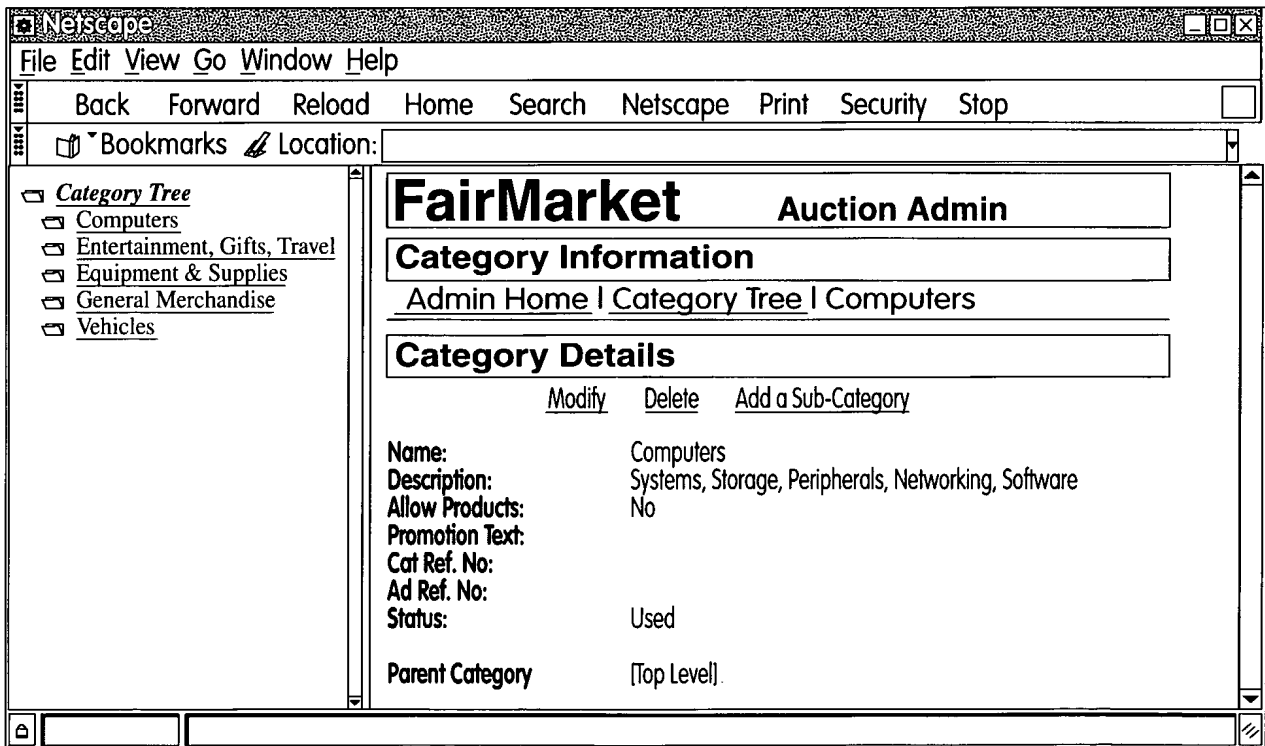 Netscape
File Edit View Go Window Help
Back Forward Reload Home Search Netscape Print Security Stop
Bookmarks Location:
Category Tree
Computers
Entertainment, Gifts, Travel
Equipment & Supplies
General Merchandise
Vehicles
FairMarket Auction Admin
Category Information
Admin Home | Category Tree | Computers
Category Details
Modify Delete Add a Sub-Category
Name: Computers
Description: Systems, Storage, Peripherals, Networking, Software
Allow Products: No
Promotion Text:
Cat Ref. No:
Ad Ref. No:
Status: Used
Parent Category [Top Level]